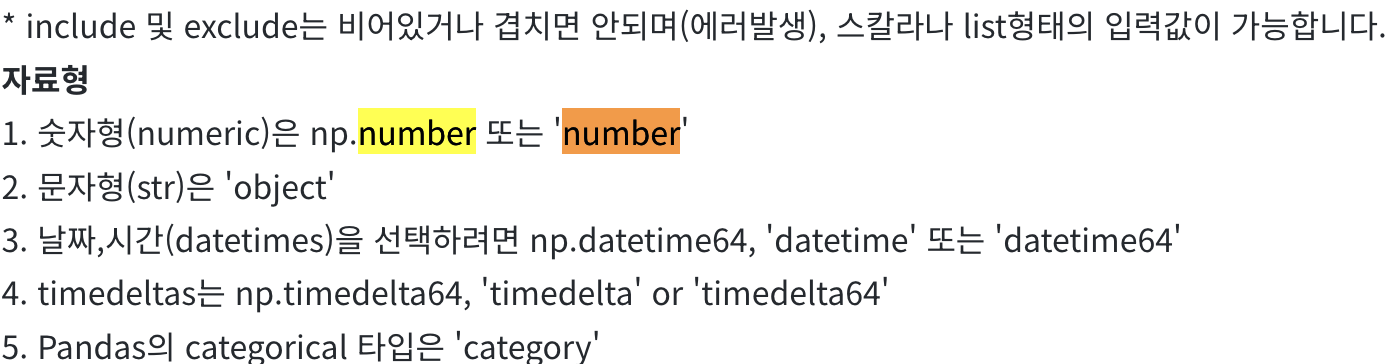 * include 및 exclude는 비어있거나 겹치면 안되며(에러발생), 스칼라나 list형태의 입력값이 가능합니다.
자료형
1. 숫자형(numeric)은 np.number 또는 'number'
2. 문자형(str)은 'object'
3. 날짜,시간(datetimes)을 선택하려면 np.datetime64, 'datetime' 또는 'datetime64'
4. timedeltas는 np.timedelta64, 'timedelta' or 'timedelta64'
5. Pandas의 categorical 타입은 'category'